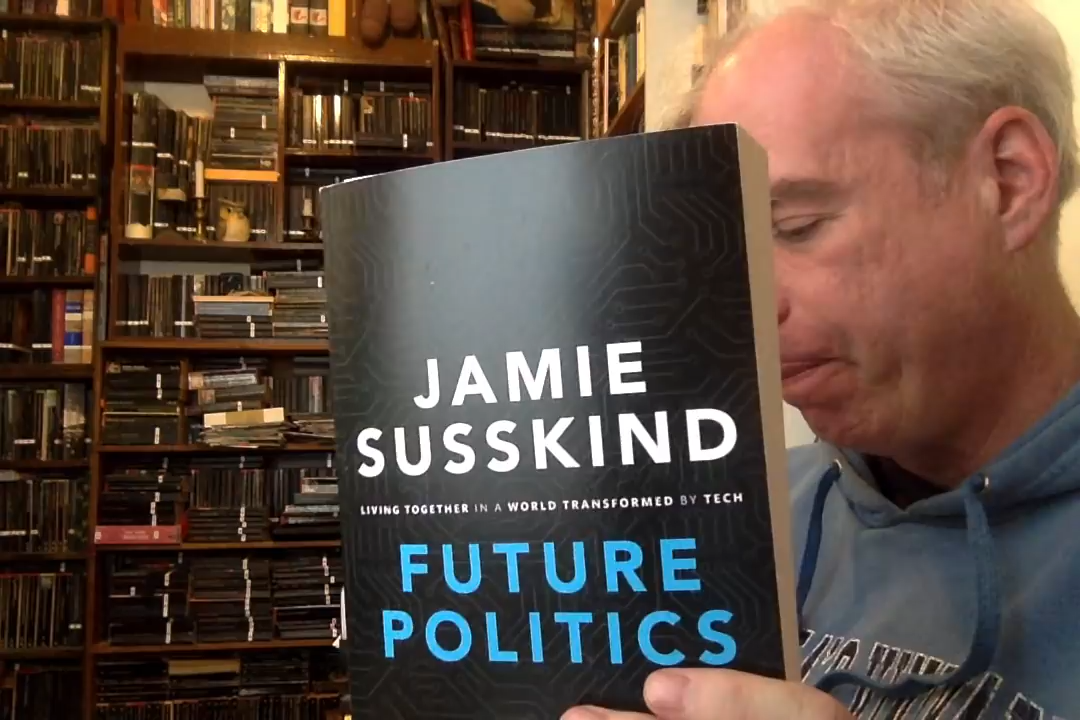 JAMIE
SUSSKIND
LIVING TOGETHER IN A WORLD TRANSFORMED BY TECH
FUTURE
POLITICS